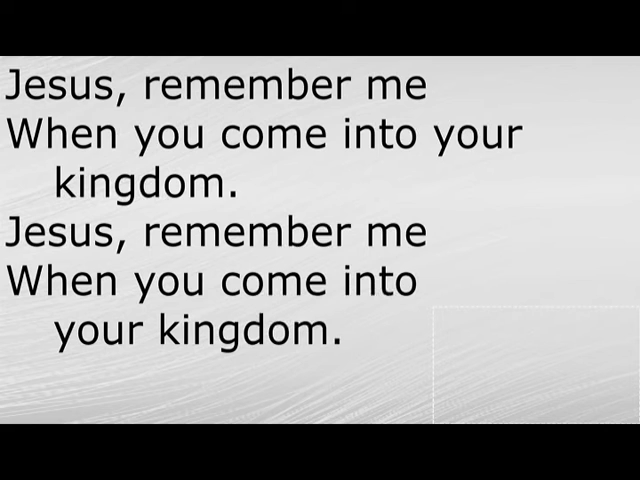 Jesus, remember me
When you come into your
kingdom.
Jesus, remember me
When you come into
your kingdom.